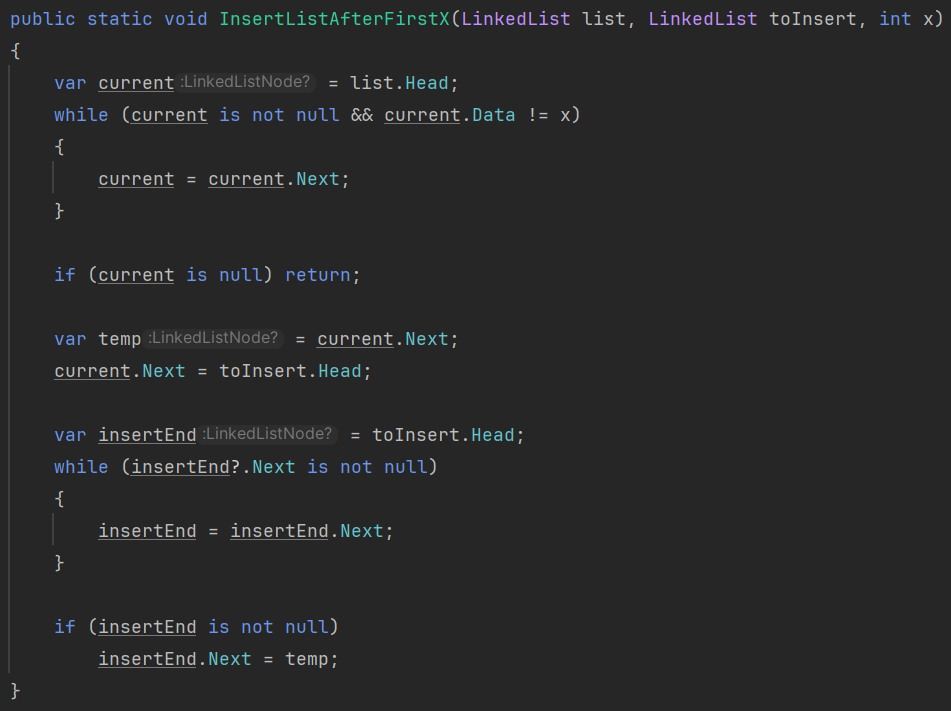 public static void InsertListAfterFirstX(LinkedList list, LinkedList toInsert, int x)
{
    var current :LinkedListNode? = list.Head;
    while (current is not null && current.Data != x)
    {
        current = current.Next;
    }

    if (current is null) return;

    var temp :LinkedListNode? = current.Next;
    current.Next = toInsert.Head;

    var insertEnd :LinkedListNode? = toInsert.Head;
    while (insertEnd?.Next is not null)
    {
        insertEnd = insertEnd.Next;
    }

    if (insertEnd is not null)
        insertEnd.Next = temp;
}